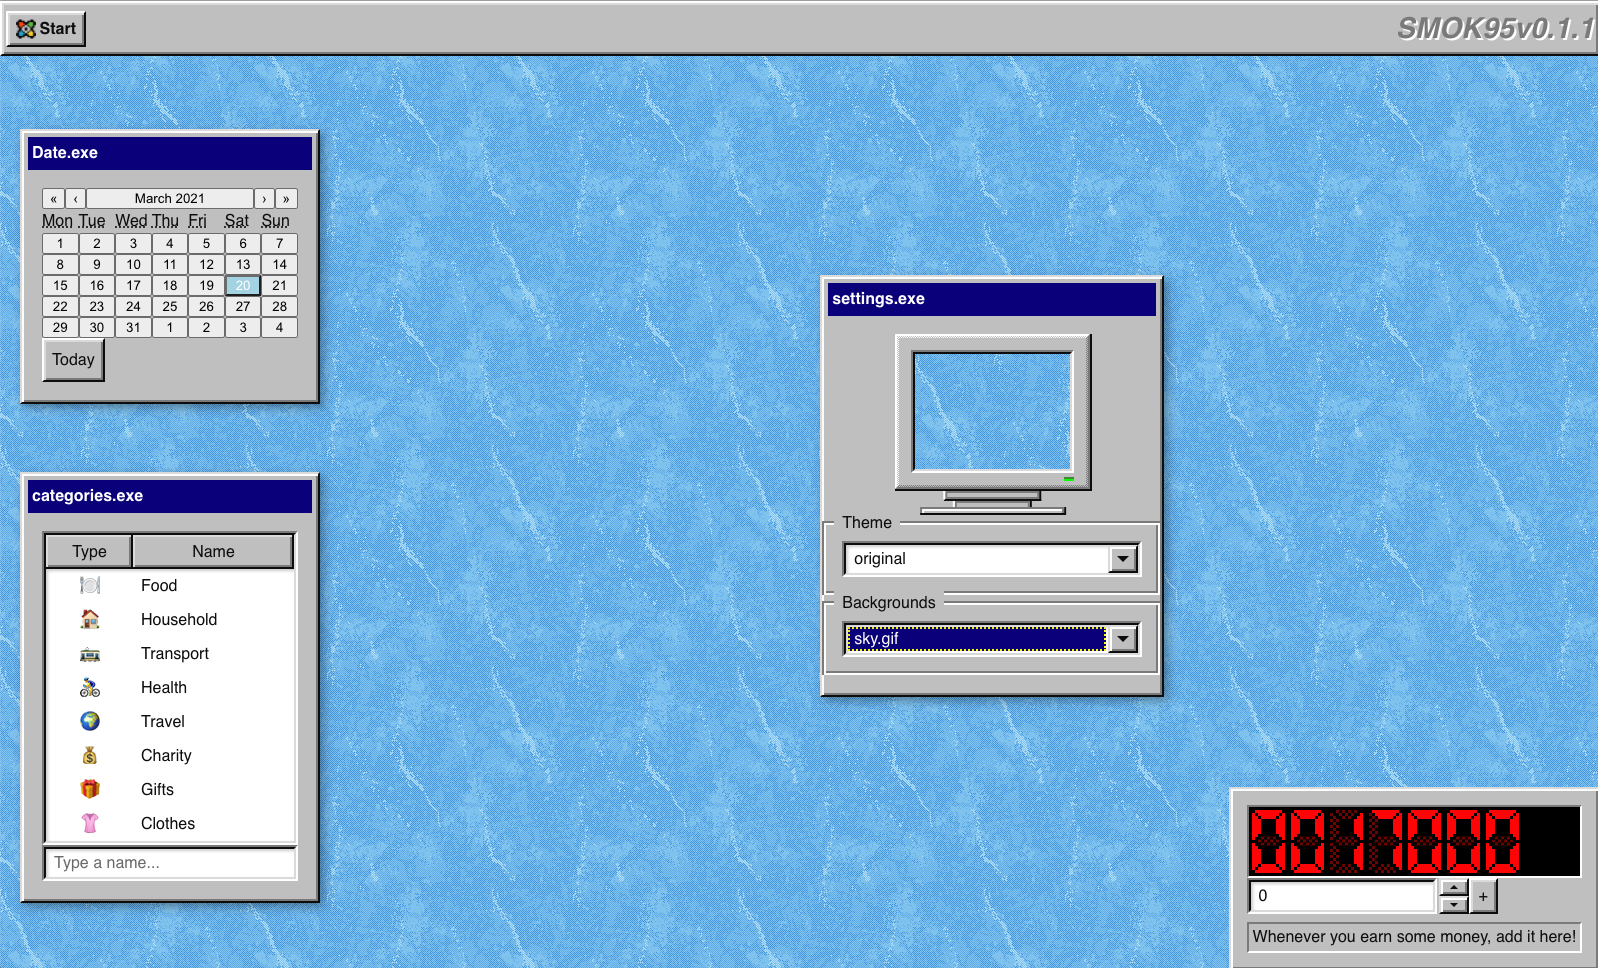 Start
SMOK95v0.1.1
Date.exe
« ‹ March 2021 › »
Mon Tue Wed Thu Fri Sat Sun
1 2 3 4 5 6 7
8 9 10 11 12 13 14
15 16 17 18 19 20 21
22 23 24 25 26 27 28
29 30 31 1 2 3 4
Today
settings.exe
Theme
original
Backgrounds
sky.gif
categories.exe
Type Name
Food
Household
Transport
Health
Travel
Charity
Gifts
Clothes
Type a name...
0017000
0
+
Whenever you earn some money, add it here!